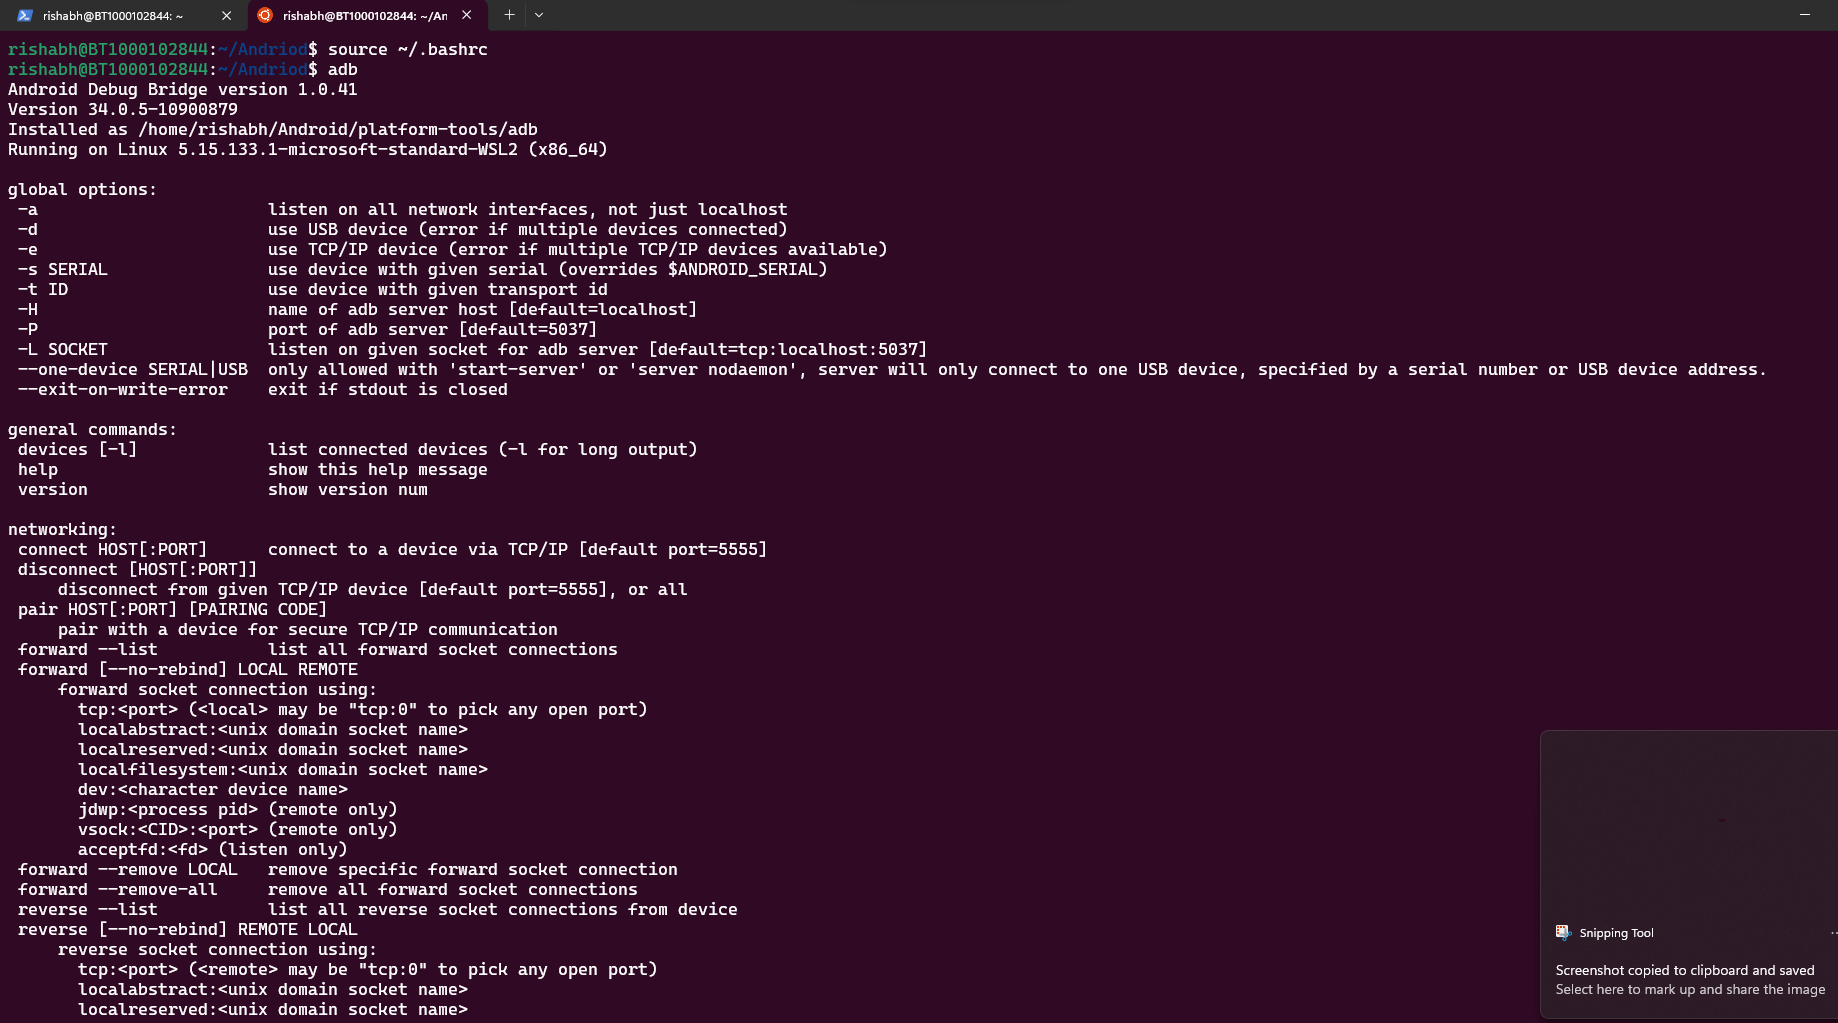 rishabh@BT1000102844: ~
rishabh@BT1000102844: ~/An
rishabh@BT1000102844:~/Andriod$ source ~/.bashrc
rishabh@BT1000102844:~/Andriod$ adb
Android Debug Bridge version 1.0.41
Version 34.0.5-10900879
Installed as /home/rishabh/Android/platform-tools/adb
Running on Linux 5.15.133.1-microsoft-standard-WSL2 (x86_64)
global options:
-a listen on all network interfaces, not just localhost
-d use USB device (error if multiple devices connected)
-e use TCP/IP device (error if multiple TCP/IP devices available)
-s SERIAL use device with given serial (overrides $ANDROID_SERIAL)
-t ID use device with given transport id
-H name of adb server host [default=localhost]
-P port of adb server [default=5037]
-L SOCKET listen on given socket for adb server [default=tcp:localhost:5037]
--one-device SERIAL|USB only allowed with 'start-server' or 'server nodaemon', server will only connect to one USB device, specified by a serial number or USB device address.
--exit-on-write-error exit if stdout is closed
general commands:
devices [-l] list connected devices (-l for long output)
help show this help message
version show version num
networking:
connect HOST[:PORT] connect to a device via TCP/IP [default port=5555]
disconnect [HOST[:PORT]]
disconnect from given TCP/IP device [default port=5555], or all
pair HOST[:PORT] [PAIRING CODE]
pair with a device for secure TCP/IP communication
forward --list list all forward socket connections
forward [--no-rebind] LOCAL REMOTE
forward socket connection using:
tcp:<port> (<local> may be "tcp:0" to pick any open port)
localabstract:<unix domain socket name>
localreserved:<unix domain socket name>
localfilesystem:<unix domain socket name>
dev:<character device name>
jdwp:<process pid> (remote only)
vsock:<CID>:<port> (remote only)
acceptfd:<fd> (listen only)
forward --remove LOCAL remove specific forward socket connection
forward --remove-all remove all forward socket connections
reverse --list list all reverse socket connections from device
reverse [--no-rebind] REMOTE LOCAL
reverse socket connection using:
tcp:<port> (<remote> may be "tcp:0" to pick any open port)
localabstract:<unix domain socket name>
localreserved:<unix domain socket name>
Snipping Tool
Screenshot copied to clipboard and saved
Select here to mark up and share the image